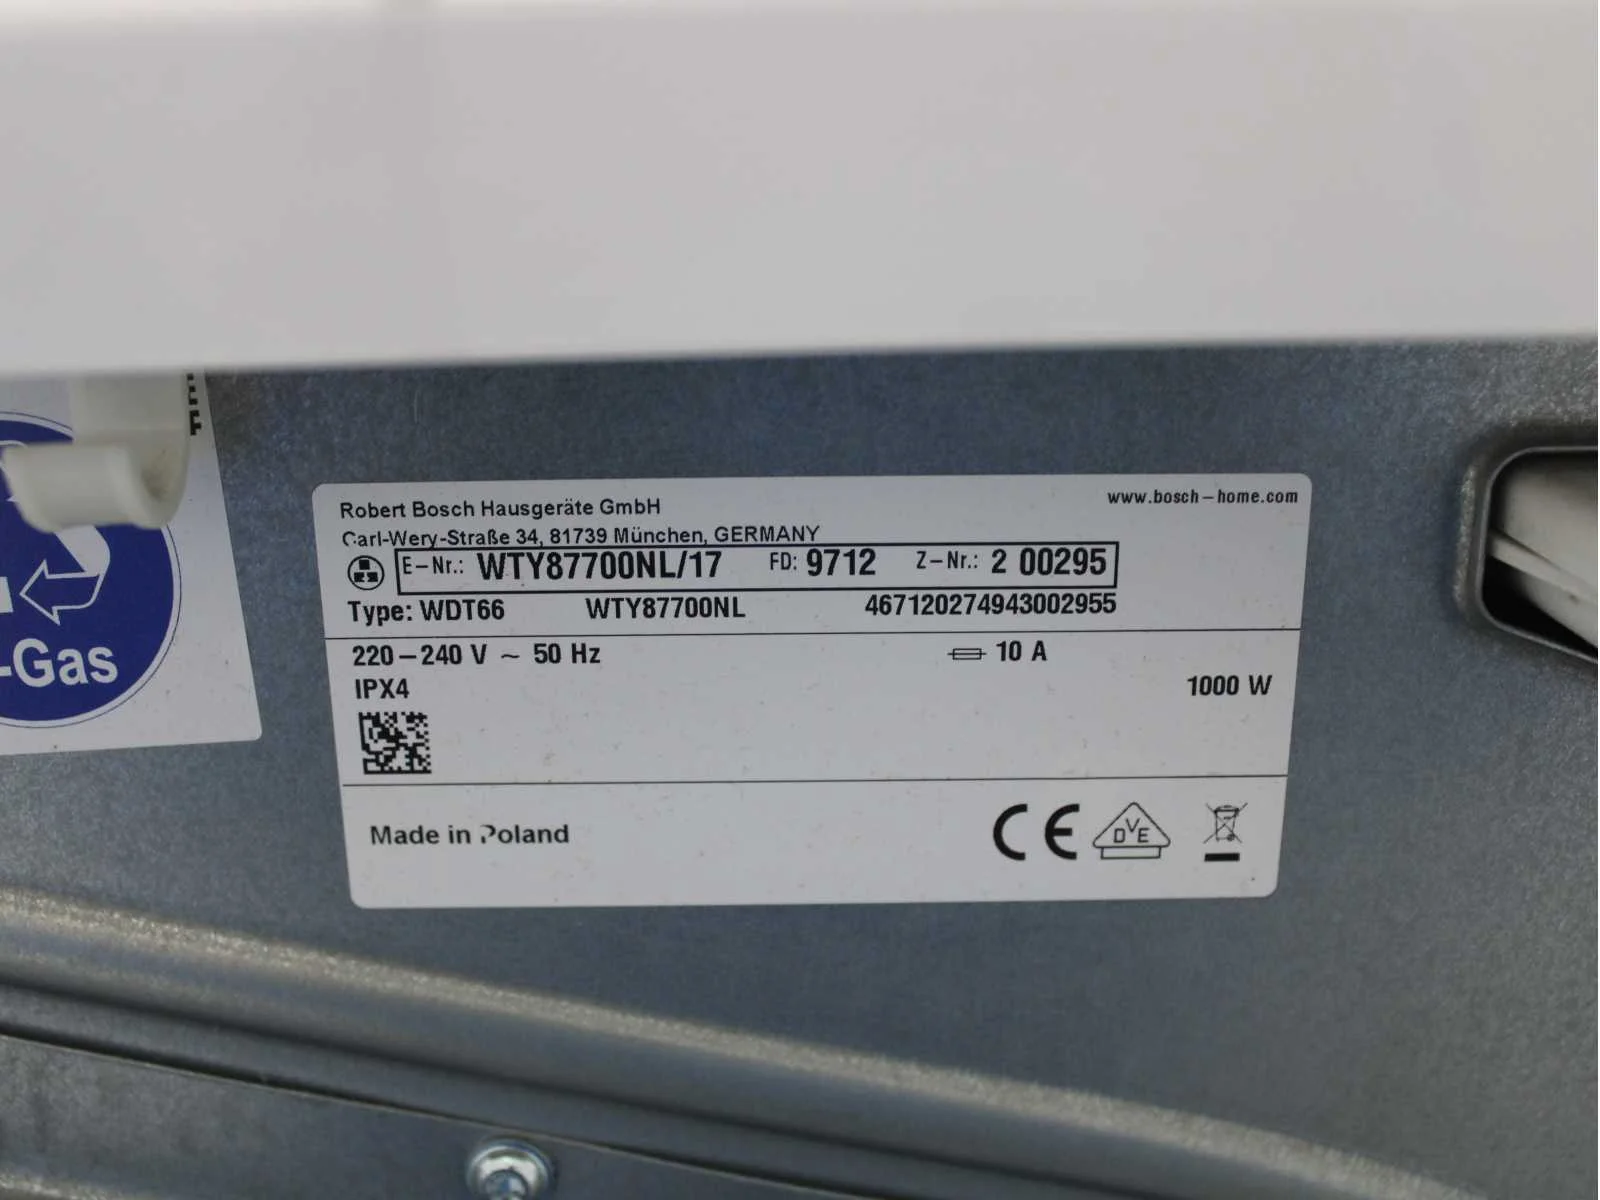 Robert Bosch Hausgeräte GmbH
www.bosch-home.com
Carl-Wery-Straße 34, 81739 München, GERMANY
E-Nr.: WTY87700NL/17 FD: 9712 Z-Nr.: 2 00295
Type: WDT66 WTY87700NL 467120274943002955
220-240 V ~ 50 Hz 10 A
IPX4
1000 W
Made in Poland
CE DVE
-Gas